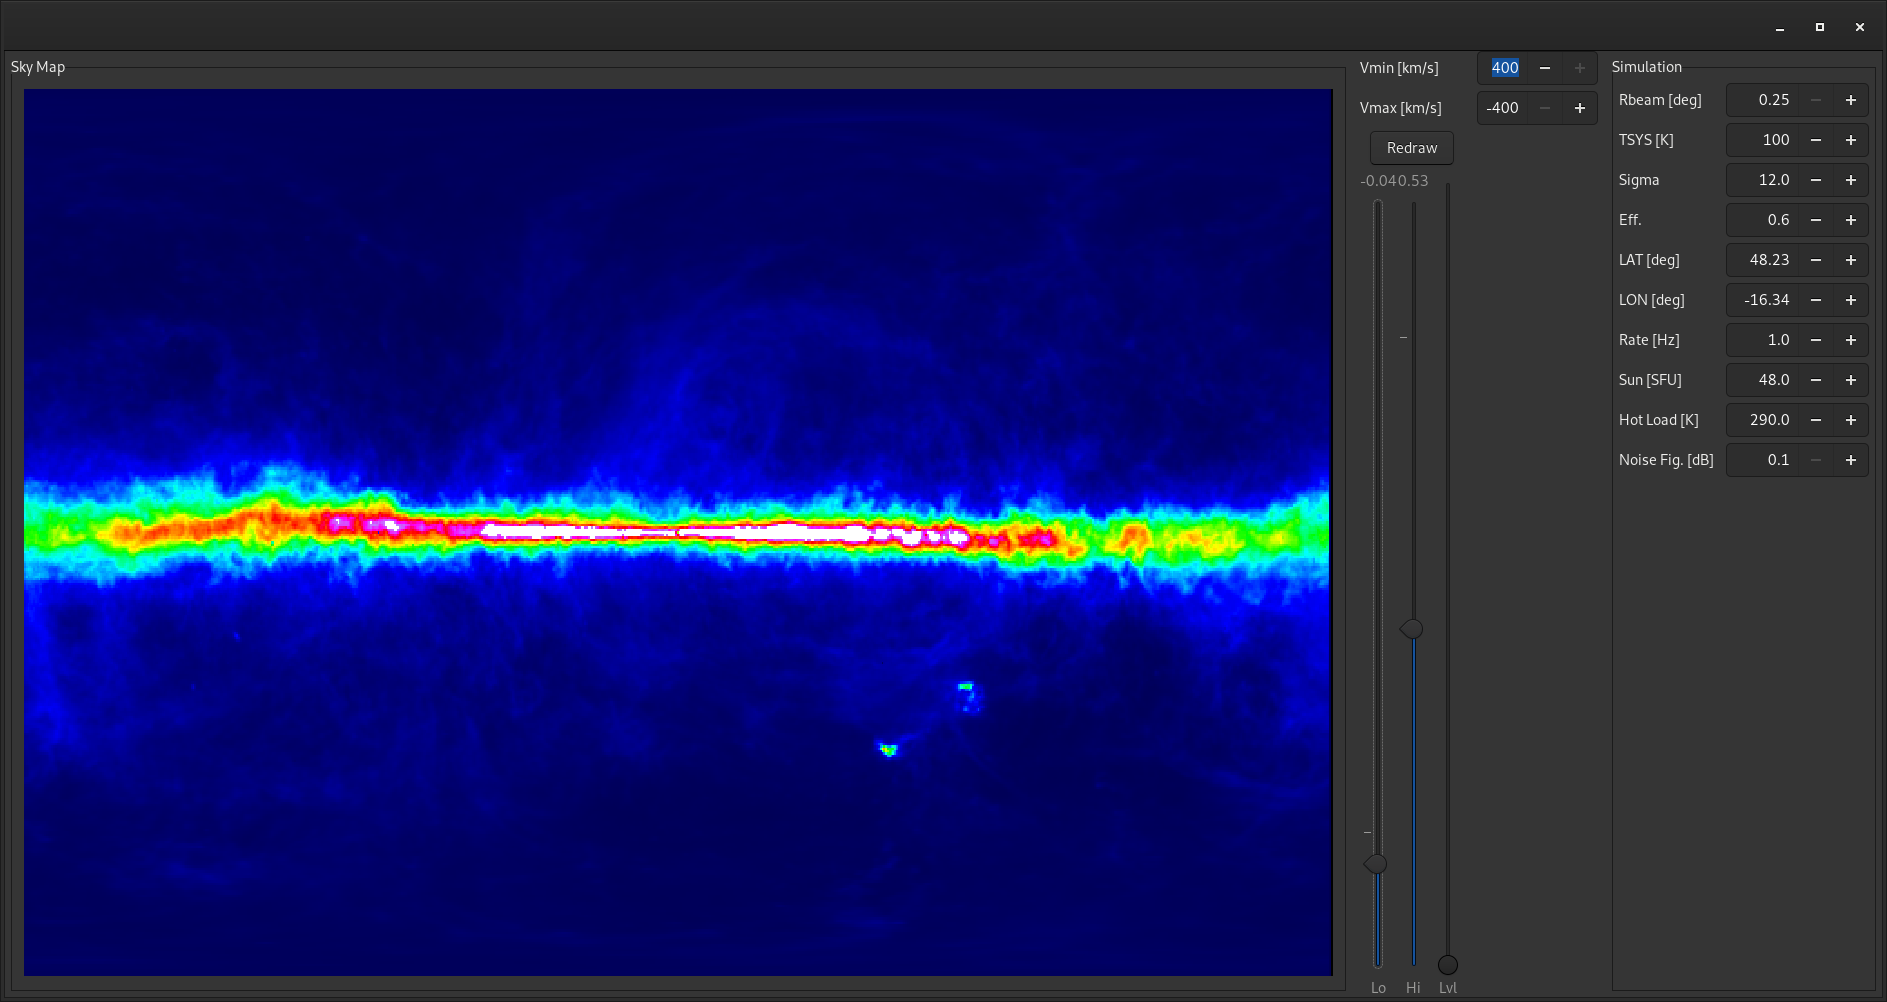 Sky Map
Vmin [km/s] 400
Vmax [km/s] -400
Redraw
-0.04 0.53
Lo Hi Lvl
Simulation
Rbeam [deg] 0.25
TSYS [K] 100
Sigma 12.0
Eff. 0.6
LAT [deg] 48.23
LON [deg] -16.34
Rate [Hz] 1.0
Sun [SFU] 48.0
Hot Load [K] 290.0
Noise Fig. [dB] 0.1